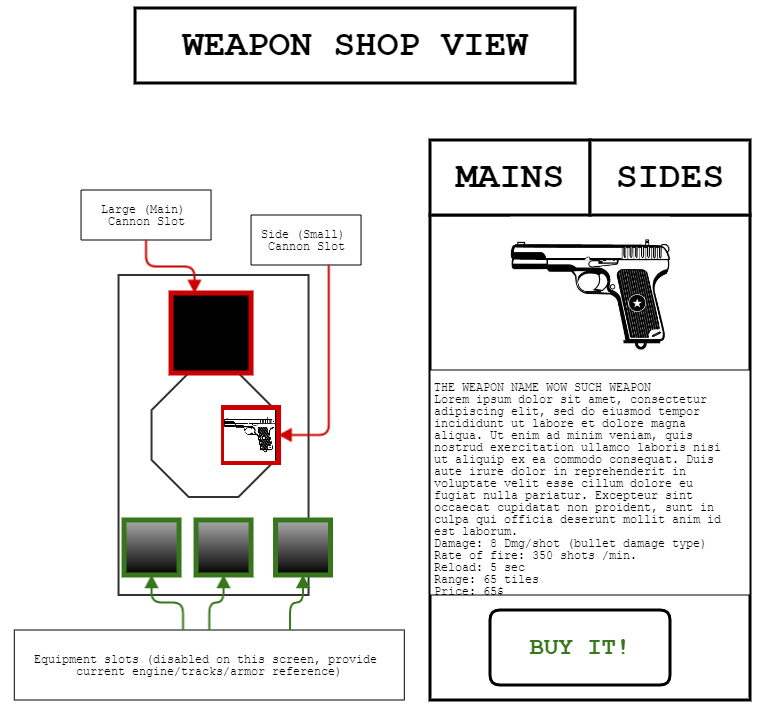 WEAPON SHOP VIEW
MAINS
SIDES
Large (Main)
Cannon Slot
Side (Small)
Cannon Slot
THE WEAPON NAME WOW SUCH WEAPON
Lorem ipsum dolor sit amet, consectetur
adipiscing elit, sed do eiusmod tempor
incididunt ut labore et dolore magna
aliqua. Ut enim ad minim veniam, quis
nostrud exercitation ullamco laboris nisi
ut aliquip ex ea commodo consequat. Duis
aute irure dolor in reprehenderit in
voluptate velit esse cillum dolore eu
fugiat nulla pariatur. Excepteur sint
occaecat cupidatat non proident, sunt in
culpa qui officia deserunt mollit anim id
est laborum.
Damage: 8 Dmg/shot (bullet damage type)
Rate of fire: 350 shots /min.
Reload: 5 sec
Range: 65 tiles
Price: 65$
BUY IT!
Equipment slots (disabled on this screen, provide
current engine/tracks/armor reference)